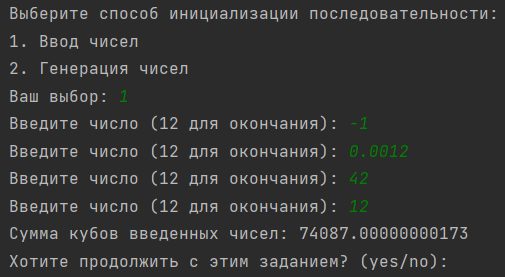 Выберите способ инициализации последовательности:
1. Ввод чисел
2. Генерация чисел
Ваш выбор: 1
Введите число (12 для окончания): -1
Введите число (12 для окончания): 0.0012
Введите число (12 для окончания): 42
Введите число (12 для окончания): 12
Сумма кубов введенных чисел: 74087.00000000173
Хотите продолжить с этим заданием? (yes/no):